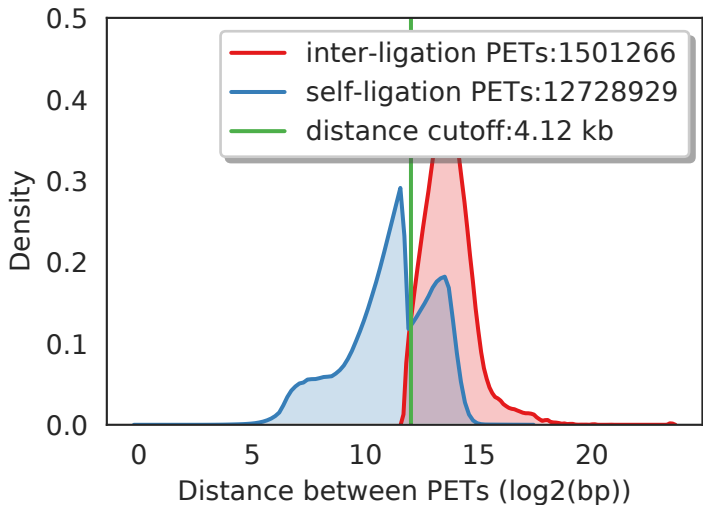 0.5
0.4
0.3
0.2
0.1
0.0
Density
inter-ligation PETs:1501266
self-ligation PETs:12728929
distance cutoff:4.12 kb
0 5 10 15 20
Distance between PETs (log2(bp))